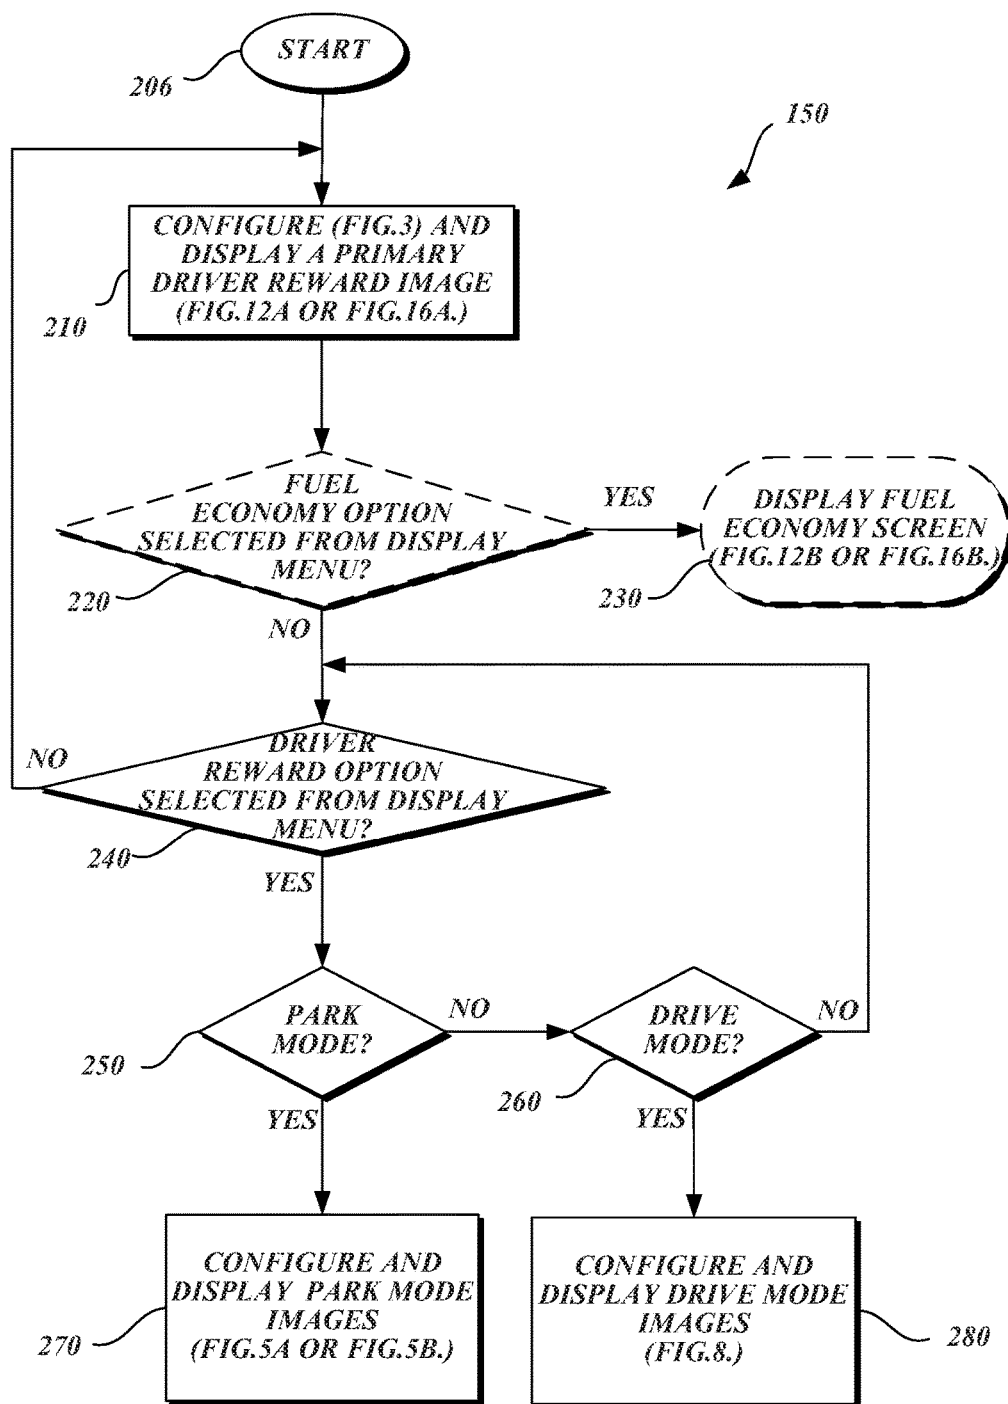 START
206
150
CONFIGURE (FIG.3) AND
DISPLAY A PRIMARY
DRIVER REWARD IMAGE
(FIG.12A OR FIG.16A.)
210
FUEL
ECONOMY OPTION
SELECTED FROM DISPLAY
MENU?
220
YES
DISPLAY FUEL
ECONOMY SCREEN
(FIG.12B OR FIG.16B.)
230
NO
DRIVER
REWARD OPTION
SELECTED FROM DISPLAY
MENU?
NO
240
YES
PARK
MODE?
250
NO
DRIVE
MODE?
260
NO
YES
YES
CONFIGURE AND
DISPLAY PARK MODE
IMAGES
(FIG.5A OR FIG.5B.)
270
CONFIGURE AND
DISPLAY DRIVE MODE
IMAGES
(FIG.8.)
280